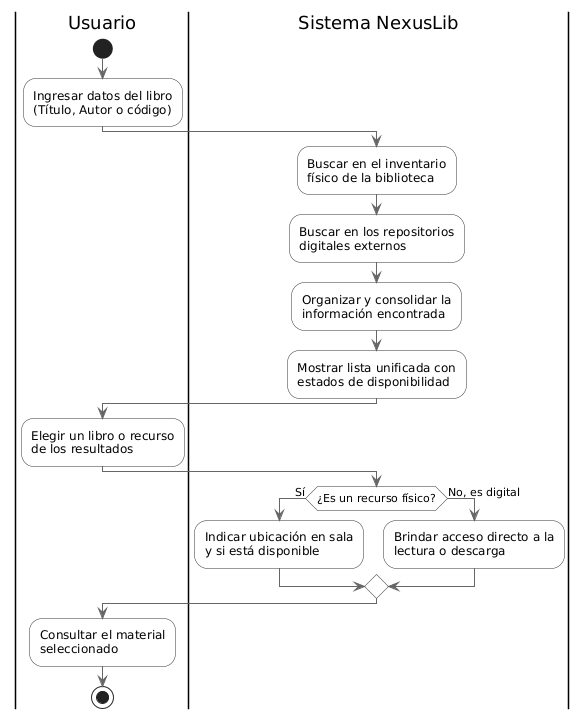 Usuario
Sistema NexusLib
Ingresar datos del libro
(Título, Autor o código)
Buscar en el inventario
físico de la biblioteca
Buscar en los repositorios
digitales externos
Organizar y consolidar la
información encontrada
Mostrar lista unificada con
estados de disponibilidad
Elegir un libro o recurso
de los resultados
Sí
¿Es un recurso físico?
No, es digital
Indicar ubicación en sala
y si está disponible
Brindar acceso directo a la
lectura o descarga
Consultar el material
seleccionado